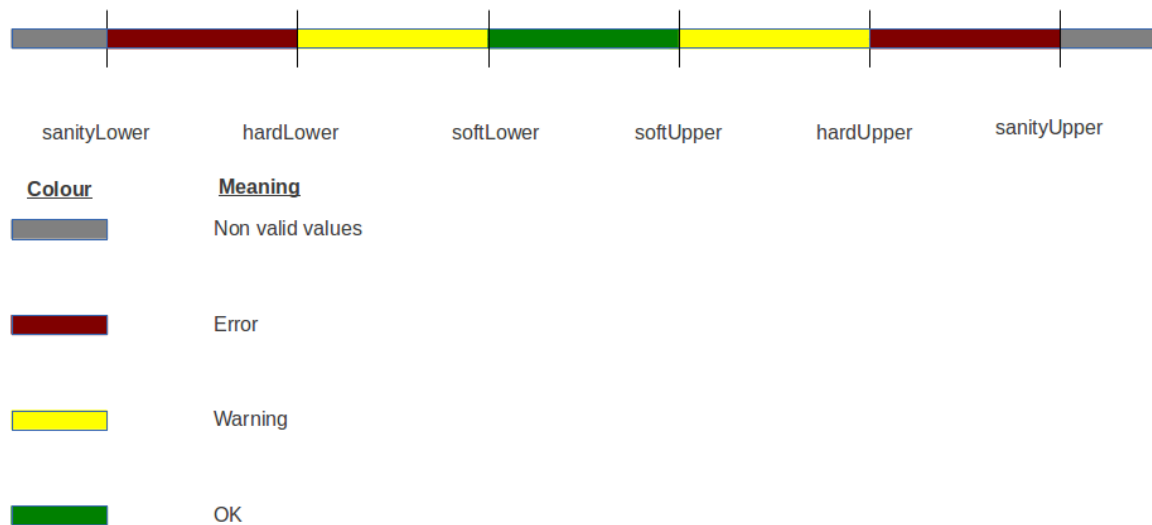 sanityLower hardLower softLower softUpper hardUpper sanityUpper
Colour Meaning
Non valid values
Error
Warning
OK